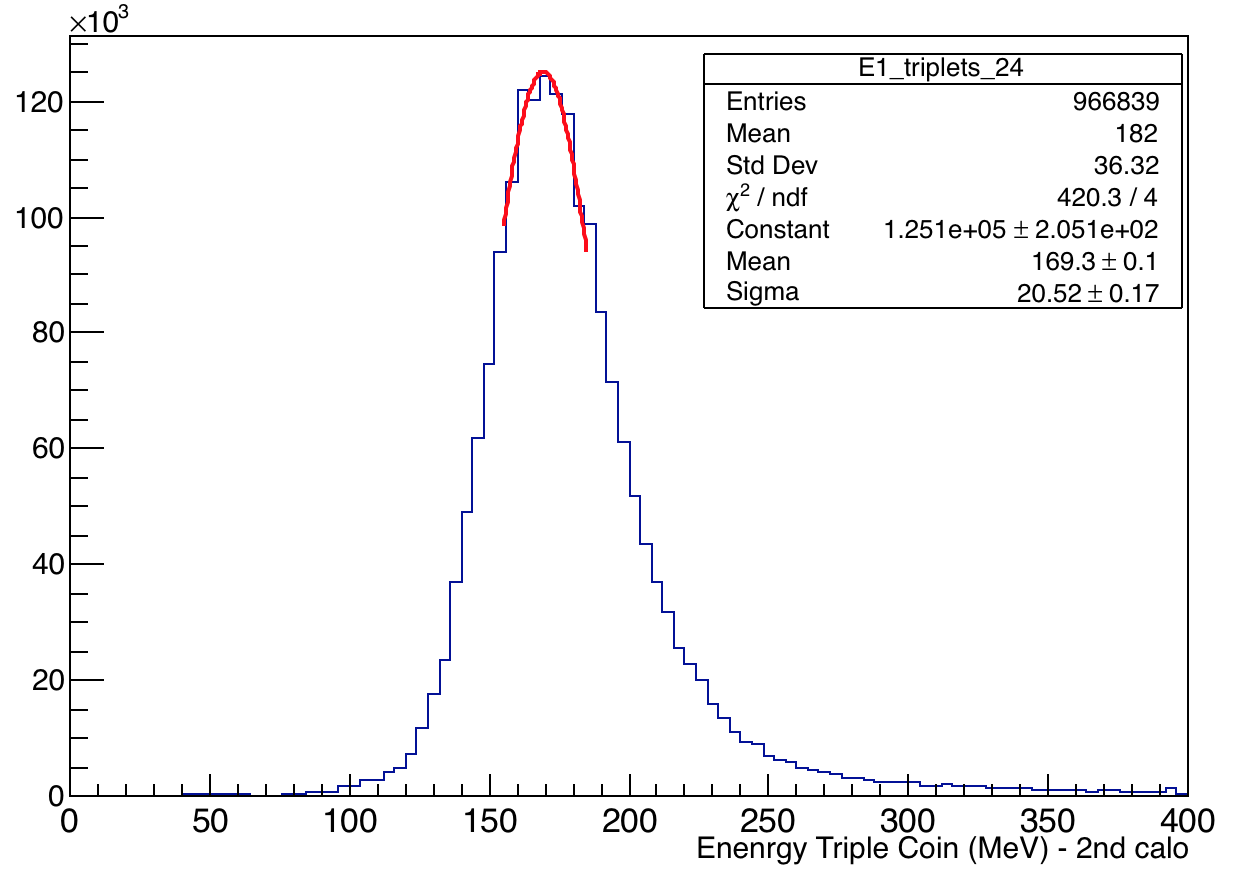 ×10³
E1_triplets_24
Entries 966839
Mean 182
Std Dev 36.32
χ² / ndf 420.3 / 4
Constant 1.251e+05 ± 2.051e+02
Mean 169.3 ± 0.1
Sigma 20.52 ± 0.17
120
100
80
60
40
20
0
0 50 100 150 200 250 300 350 400
Enenrgy Triple Coin (MeV) - 2nd calo